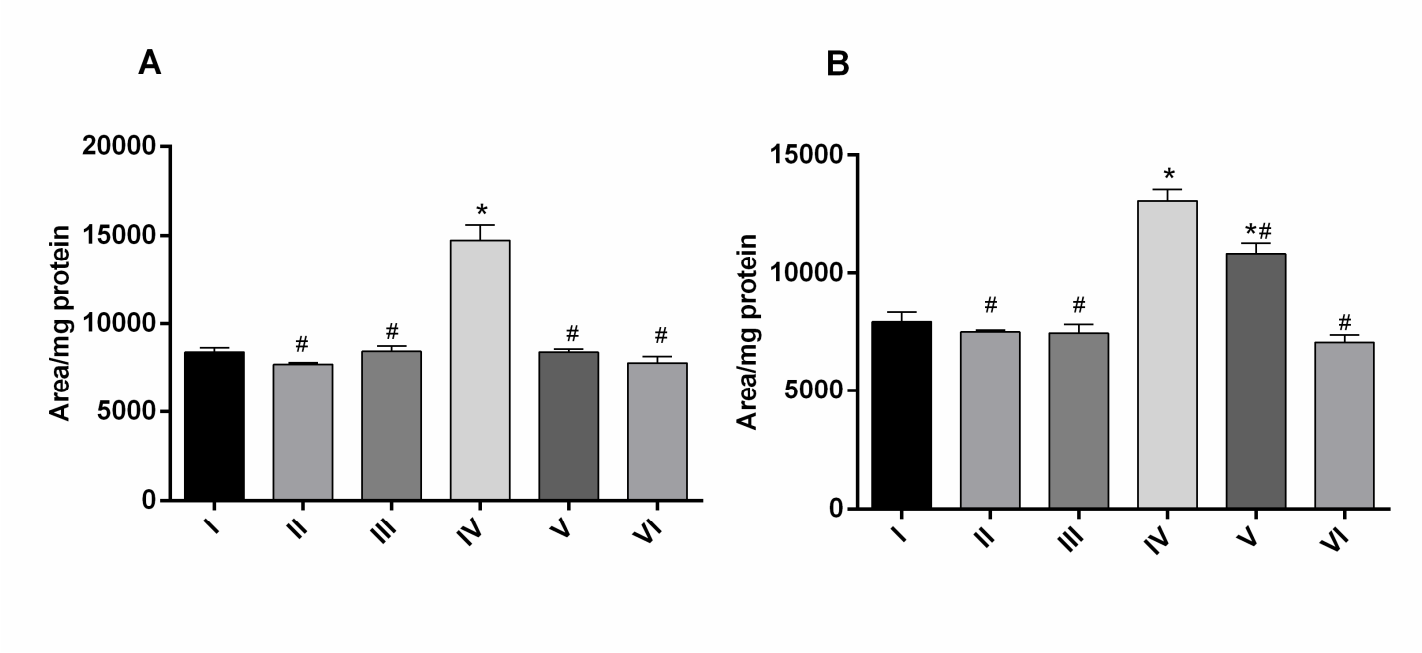 A
Area/mg protein
20000
15000
10000
5000
0
*
#
#
#
#
I
II
III
IV
V
VI
B
Area/mg protein
15000
10000
5000
0
*
*#
#
#
#
I
II
III
IV
V
VI